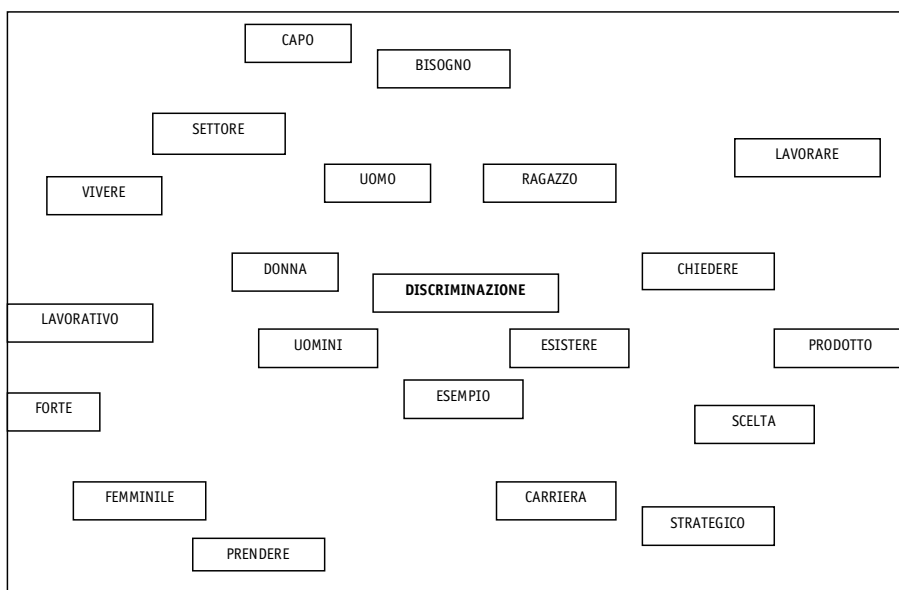 CAPO
BISOGNO
SETTORE
LAVORARE
UOMO
RAGAZZO
VIVERE
DONNA
CHIEDERE
DISCRIMINAZIONE
LAVORATIVO
UOMINI
ESISTERE
PRODOTTO
ESEMPIO
FORTE
SCELTA
FEMMINILE
CARRIERA
STRATEGICO
PRENDERE